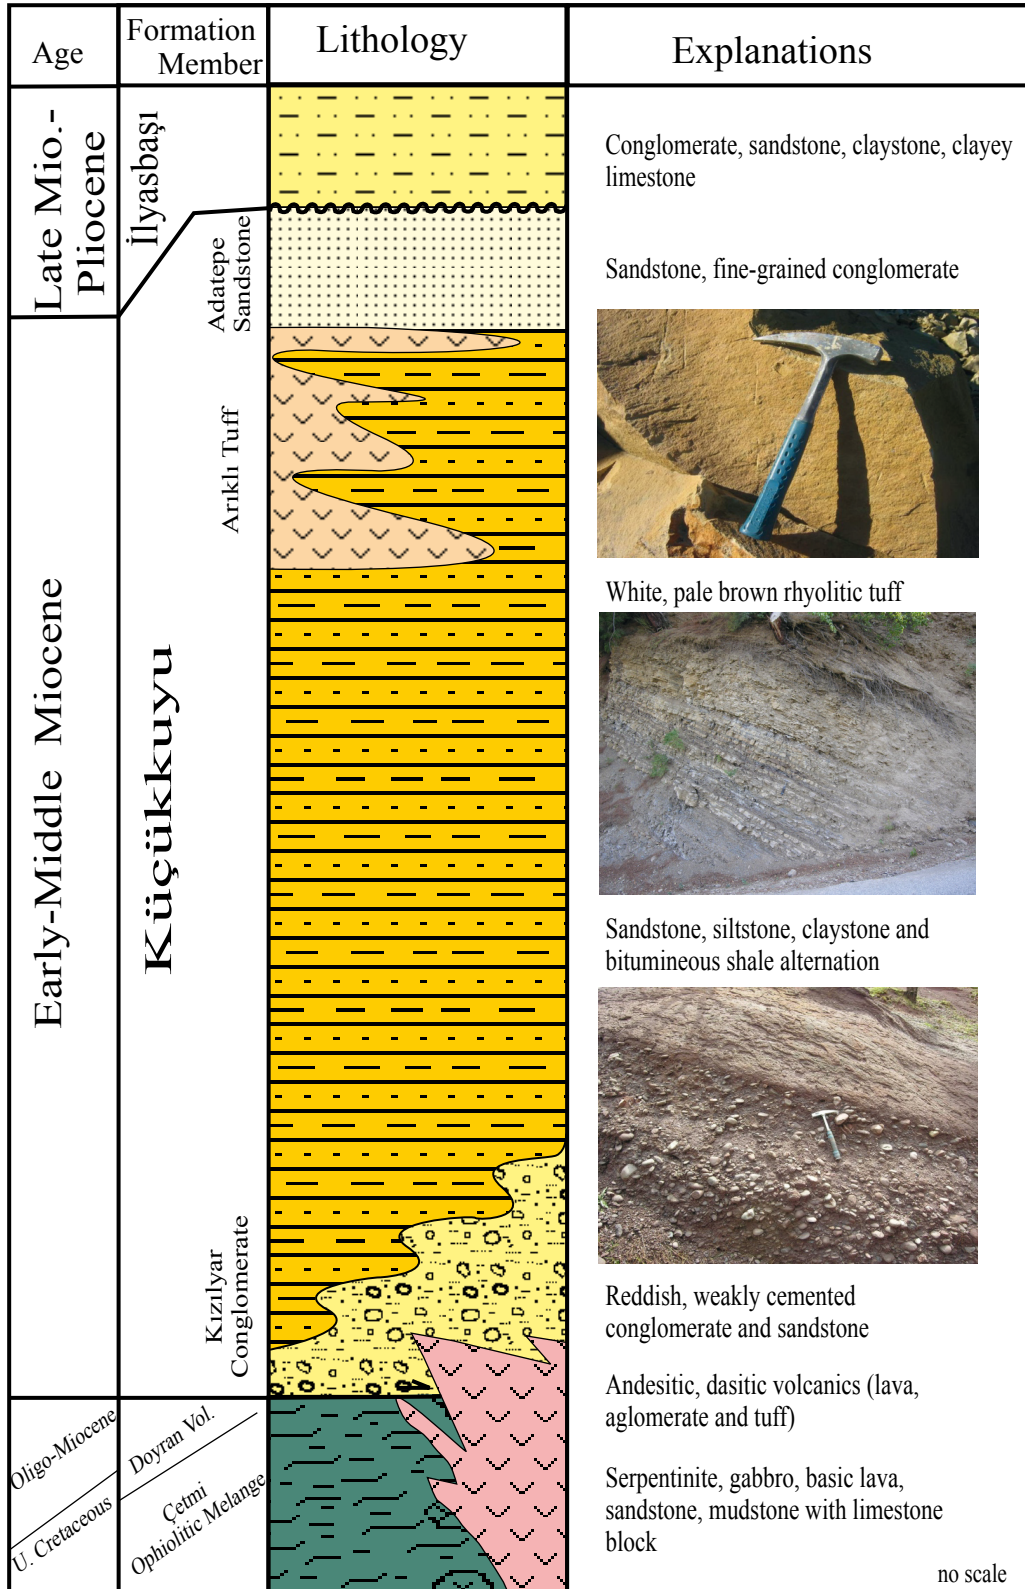 Age
Formation
Member
Lithology
Explanations
Late Mio.-
Pliocene
İlyasbaşı
Conglomerate, sandstone, claystone, clayey
limestone
Adatepe
Sandstone
Sandstone, fine-grained conglomerate
Early-Middle Miocene
Küçükkuyu
Arıklı Tuff
White, pale brown rhyolitic tuff
Sandstone, siltstone, claystone and
bitumineous shale alternation
Kızılyar
Conglomerate
Reddish, weakly cemented
conglomerate and sandstone
Oligo-Miocene
Doyran Vol.
Andesitic, dasitic volcanics (lava,
aglomerate and tuff)
U. Cretaceous
Çetmi
Ophiolitic Melange
Serpentinite, gabbro, basic lava,
sandstone, mudstone with limestone
block
no scale